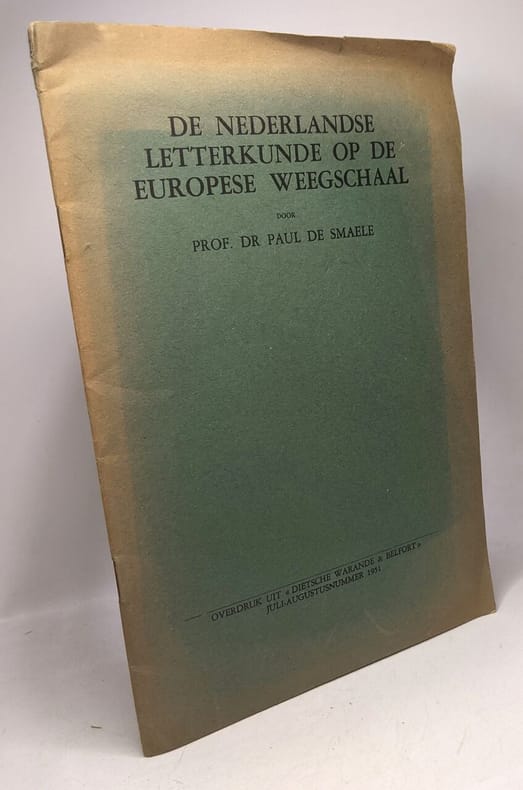 DE NEDERLANDSE
LETTERKUNDE OP DE
EUROPESE WEEGSCHAAL
DOOR
PROF. DR PAUL DE SMAELE
OVERDRUK UIT « DIETSCHE WARANDE & BELFORT »
JULI-AUGUSTUSNUMMER 1951